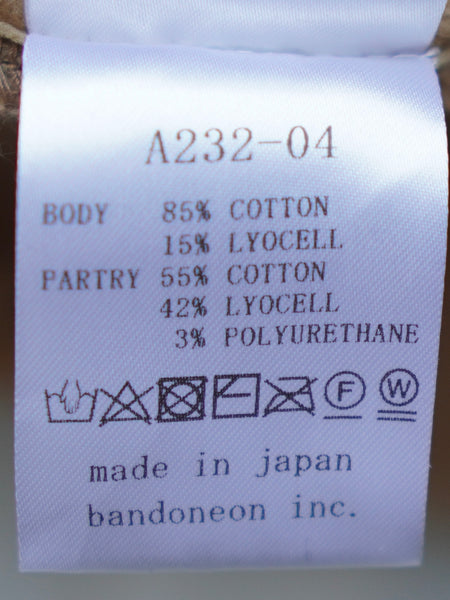 A232-04
BODY 85% COTTON
15% LYOCELL
PARTRY 55% COTTON
42% LYOCELL
3% POLYURETHANE
F W
made in japan
bandoneon inc.